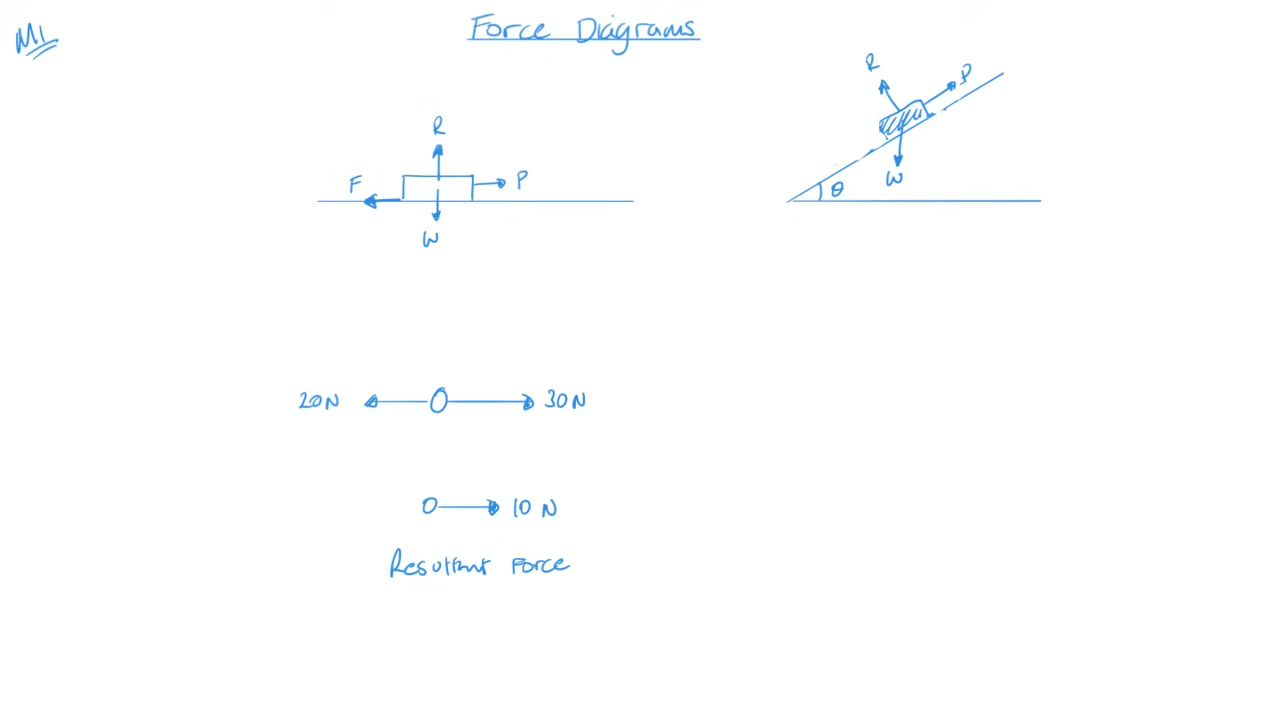 M1
Force Diagrams
R
F
P
W
R
P
W
θ
20N
30N
10 N
Resultant Force